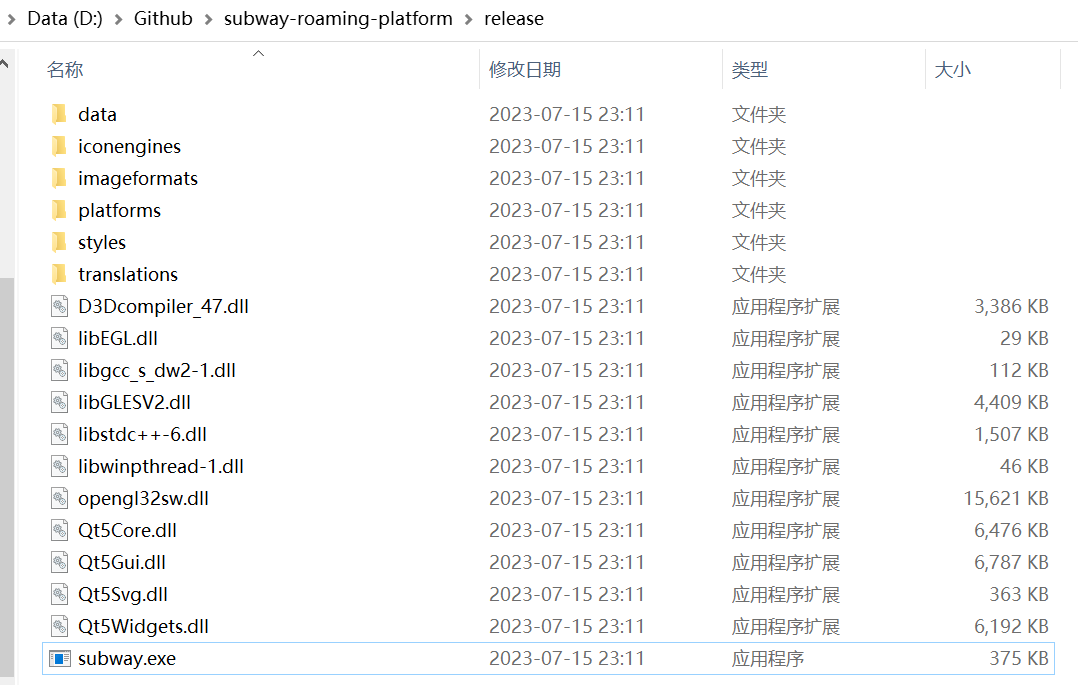 Data (D:) > Github > subway-roaming-platform > release
名称 修改日期 类型 大小
data 2023-07-15 23:11 文件夹
iconengines 2023-07-15 23:11 文件夹
imageformats 2023-07-15 23:11 文件夹
platforms 2023-07-15 23:11 文件夹
styles 2023-07-15 23:11 文件夹
translations 2023-07-15 23:11 文件夹
D3Dcompiler_47.dll 2023-07-15 23:11 应用程序扩展 3,386 KB
libEGL.dll 2023-07-15 23:11 应用程序扩展 29 KB
libgcc_s_dw2-1.dll 2023-07-15 23:11 应用程序扩展 112 KB
libGLESV2.dll 2023-07-15 23:11 应用程序扩展 4,409 KB
libstdc++-6.dll 2023-07-15 23:11 应用程序扩展 1,507 KB
libwinpthread-1.dll 2023-07-15 23:11 应用程序扩展 46 KB
opengl32sw.dll 2023-07-15 23:11 应用程序扩展 15,621 KB
Qt5Core.dll 2023-07-15 23:11 应用程序扩展 6,476 KB
Qt5Gui.dll 2023-07-15 23:11 应用程序扩展 6,787 KB
Qt5Svg.dll 2023-07-15 23:11 应用程序扩展 363 KB
Qt5Widgets.dll 2023-07-15 23:11 应用程序扩展 6,192 KB
subway.exe 2023-07-15 23:11 应用程序 375 KB